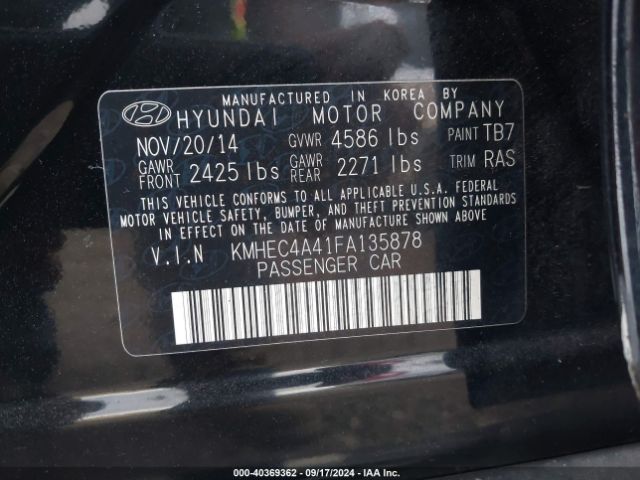 MANUFACTURED IN KOREA BY
HYUNDAI MOTOR COMPANY
NOV/20/14 GVWR 4586 lbs PAINT TB7
GAWR FRONT 2425 lbs GAWR REAR 2271 lbs TRIM RAS
THIS VEHICLE CONFORMS TO ALL APPLICABLE U.S.A. FEDERAL
MOTOR VEHICLE SAFETY, BUMPER, AND THEFT PREVENTION STANDARDS
IN EFFECT ON THE DATE OF MANUFACTURE SHOWN ABOVE
V.I.N KMHEC4A41FA135878
PASSENGER CAR
000-40369362 - 09/17/2024 - IAAI.COM